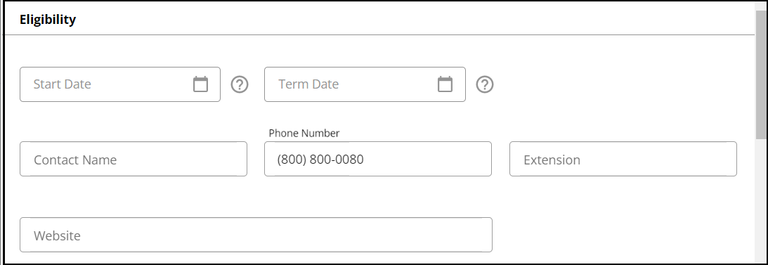 Eligibility
Start Date
Term Date
Phone Number
Contact Name
(800) 800-0080
Extension
Website